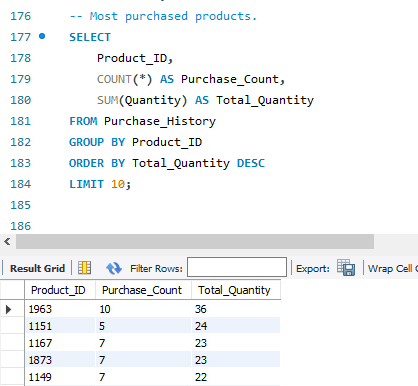 176 -- Most purchased products.
177 SELECT
178 Product_ID,
179 COUNT(*) AS Purchase_Count,
180 SUM(Quantity) AS Total_Quantity
181 FROM Purchase_History
182 GROUP BY Product_ID
183 ORDER BY Total_Quantity DESC
184 LIMIT 10;
185
186
Result Grid Filter Rows: Export: Wrap Cell C
Product_ID Purchase_Count Total_Quantity
1963 10 36
1151 5 24
1167 7 23
1873 7 23
1149 7 22